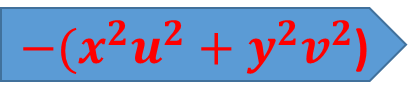 −(x²u² + y²v²)